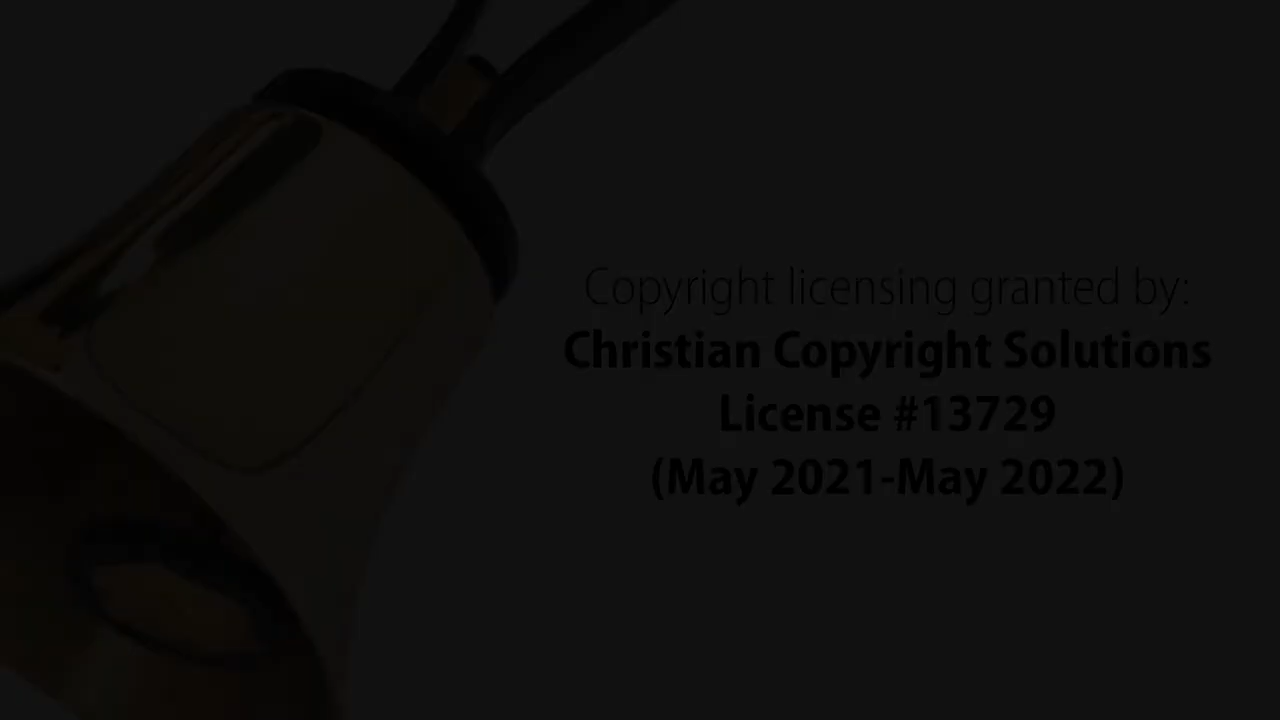 Copyright licensing granted by:
Christian Copyright Solutions
License #13729
(May 2021-May 2022)